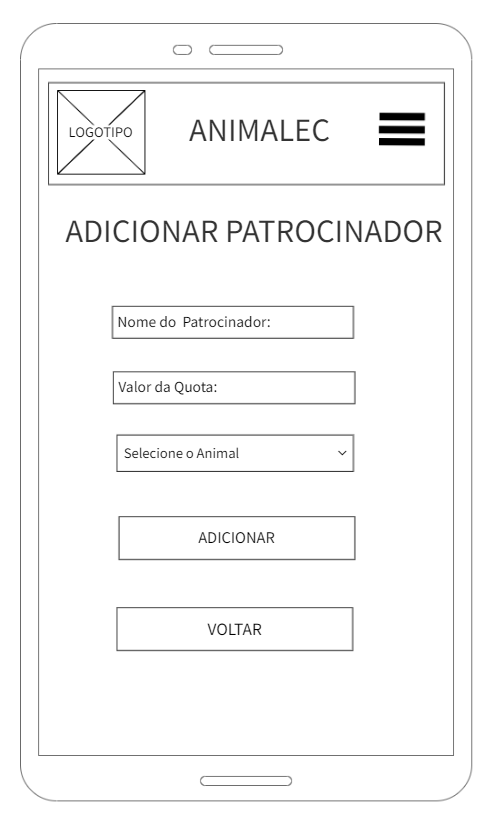 LOGOTIPO
ANIMALEC
ADICIONAR PATROCINADOR
Nome do Patrocinador:
Valor da Quota:
Selecione o Animal
ADICIONAR
VOLTAR